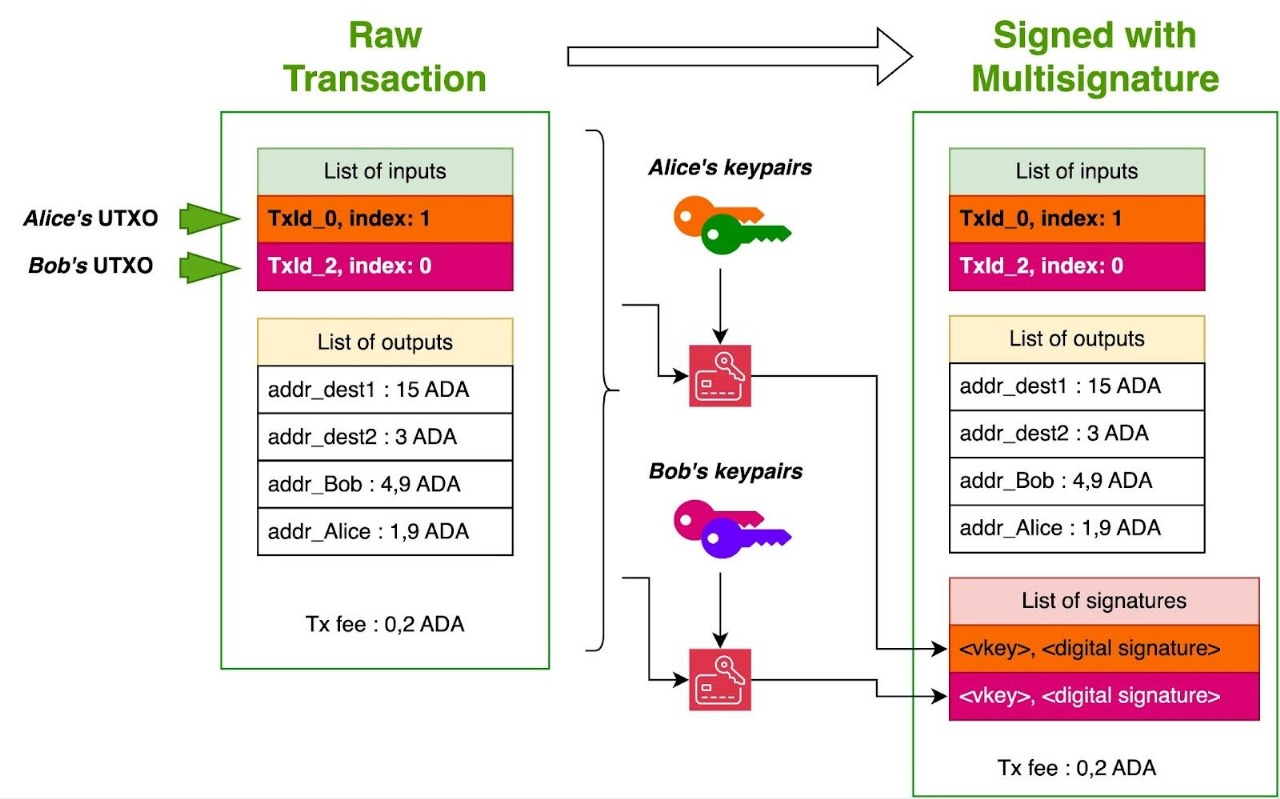 Raw
Transaction
Signed with
Multisignature
Alice's UTXO
Bob's UTXO
List of inputs
TxId_0, index: 1
TxId_2, index: 0
List of outputs
addr_dest1 : 15 ADA
addr_dest2 : 3 ADA
addr_Bob : 4,9 ADA
addr_Alice : 1,9 ADA
Tx fee : 0,2 ADA
Alice's keypairs
Bob's keypairs
List of inputs
TxId_0, index: 1
TxId_2, index: 0
List of outputs
addr_dest1 : 15 ADA
addr_dest2 : 3 ADA
addr_Bob : 4,9 ADA
addr_Alice : 1,9 ADA
List of signatures
<vkey>, <digital signature>
<vkey>, <digital signature>
Tx fee : 0,2 ADA